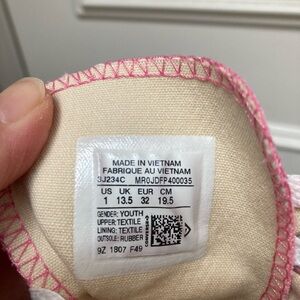 MADE IN VIETNAM
FABRIQUE AU VIETNAM
SJ234C MR0JDFP400035
US UK EUR CM
1 13.5 32 19.5
GENDER: YOUTH
UPPER: TEXTILE
LINING: TEXTILE
OUTSOLE: RUBBER
9Z 1807 F49